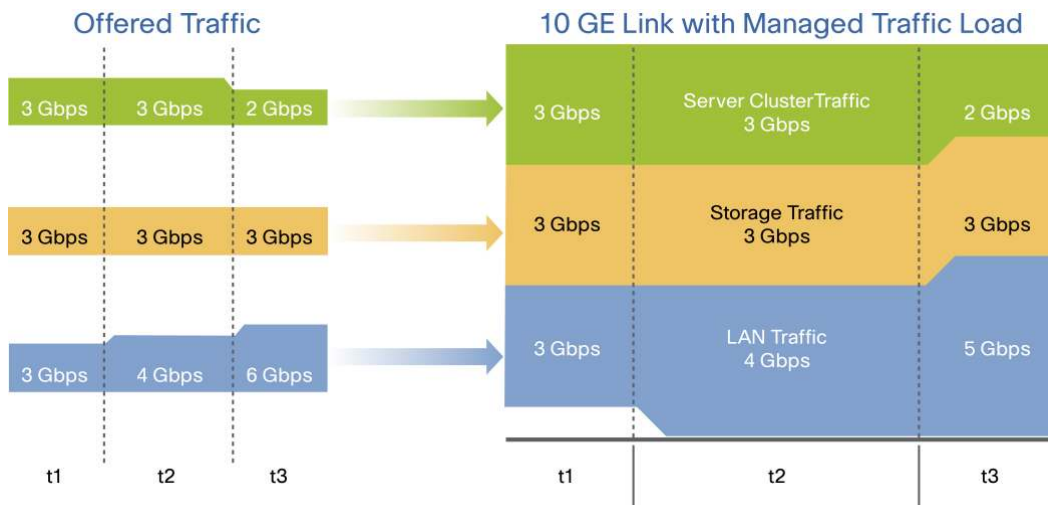 Offered Traffic
10 GE Link with Managed Traffic Load
3 Gbps
3 Gbps
2 Gbps
3 Gbps
3 Gbps
3 Gbps
3 Gbps
4 Gbps
6 Gbps
t1
t2
t3
3 Gbps
Server ClusterTraffic
3 Gbps
2 Gbps
3 Gbps
Storage Traffic
3 Gbps
3 Gbps
3 Gbps
LAN Traffic
4 Gbps
5 Gbps
t1
t2
t3